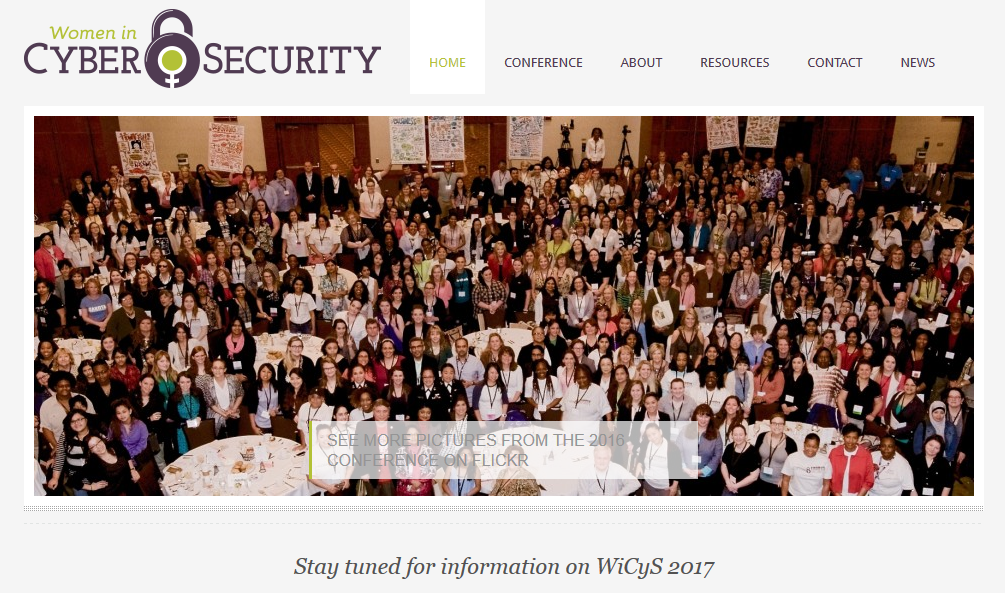 Women in
CYBER SECURITY
HOME CONFERENCE ABOUT RESOURCES CONTACT NEWS
SEE MORE PICTURES FROM THE 2016
CONFERENCE ON FLICKR
Stay tuned for information on WiCyS 2017